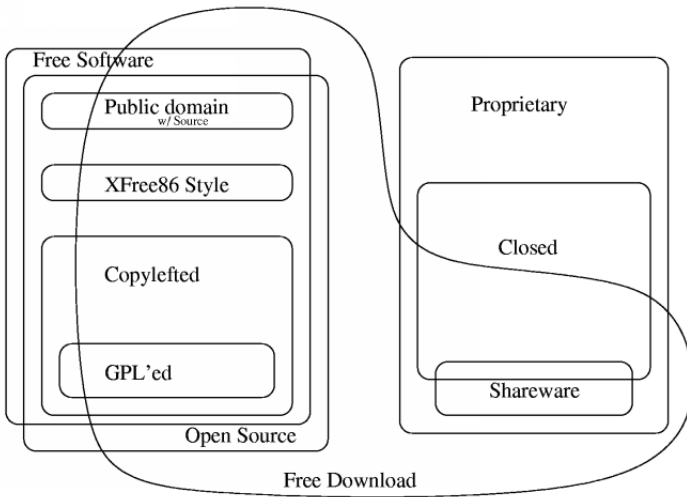 Free Software
Public domain
w/ Source
XFree86 Style
Copylefted
GPL'ed
Open Source
Proprietary
Closed
Shareware
Free Download